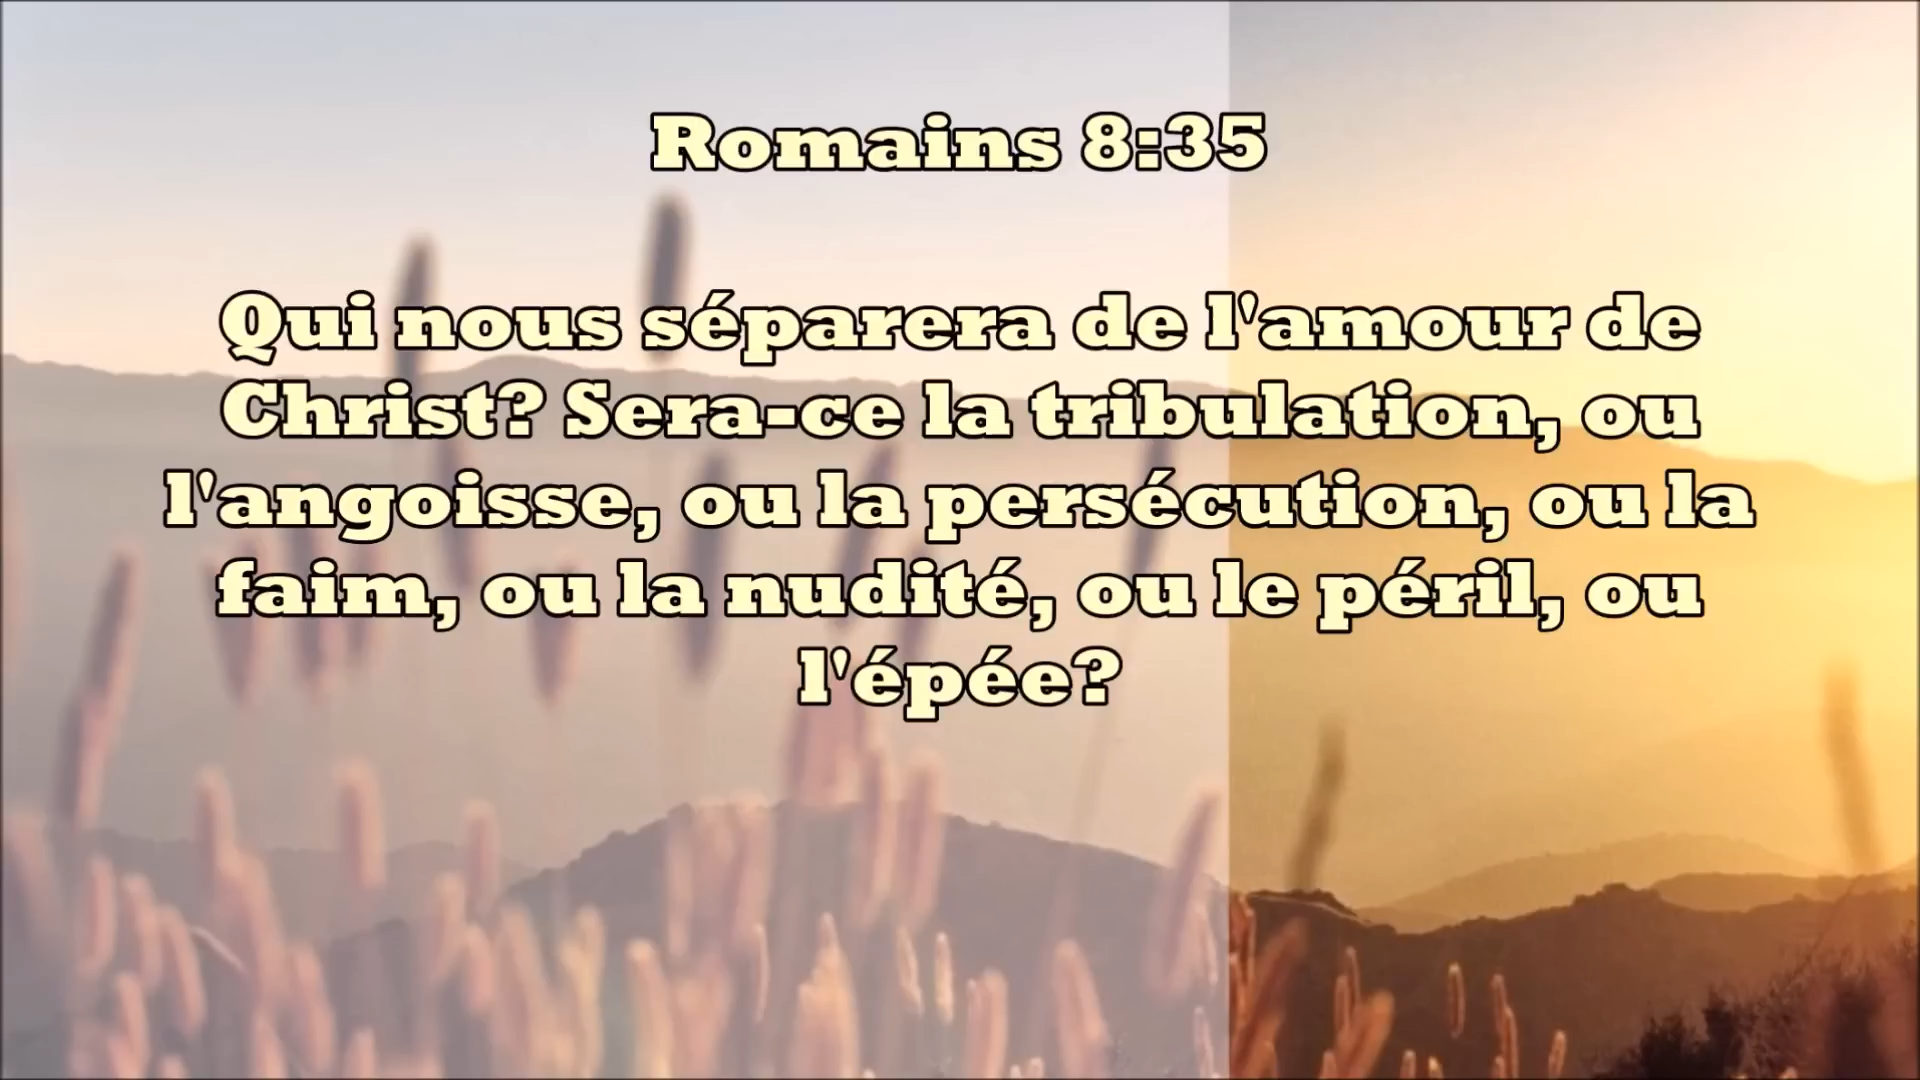 Romains 8:35
Qui nous séparera de l'amour de
Christ? Sera-ce la tribulation, ou
l'angoisse, ou la persécution, ou la
faim, ou la nudité, ou le péril, ou
l'épée?